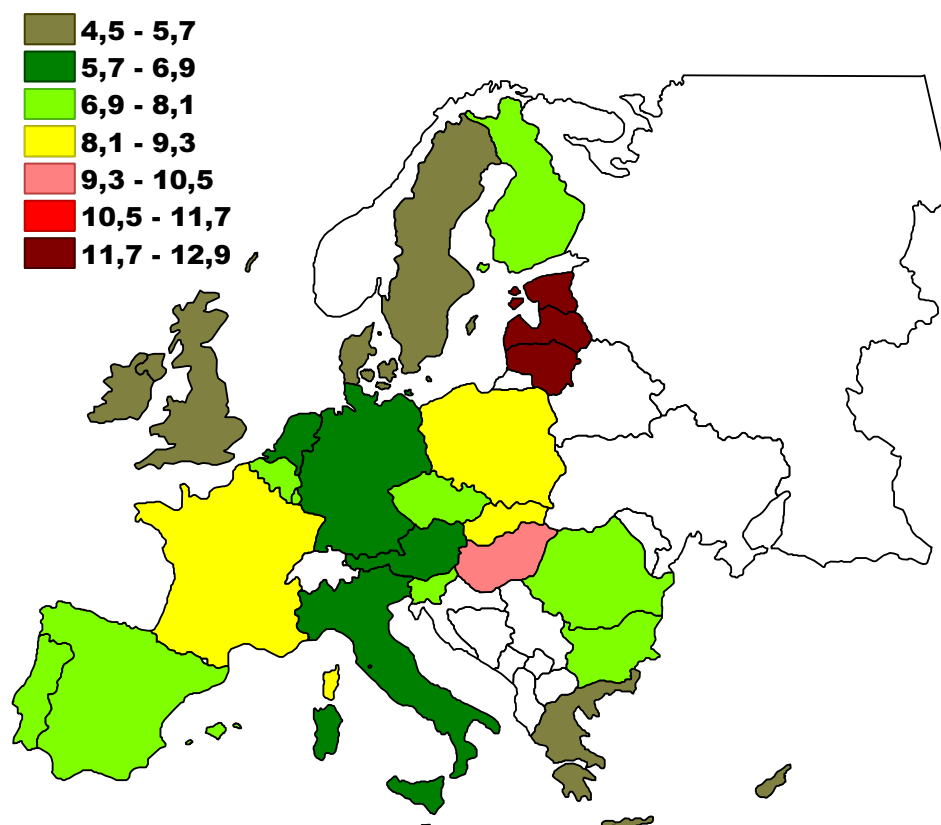 4,5 - 5,7
5,7 - 6,9
6,9 - 8,1
8,1 - 9,3
9,3 - 10,5
10,5 - 11,7
11,7 - 12,9